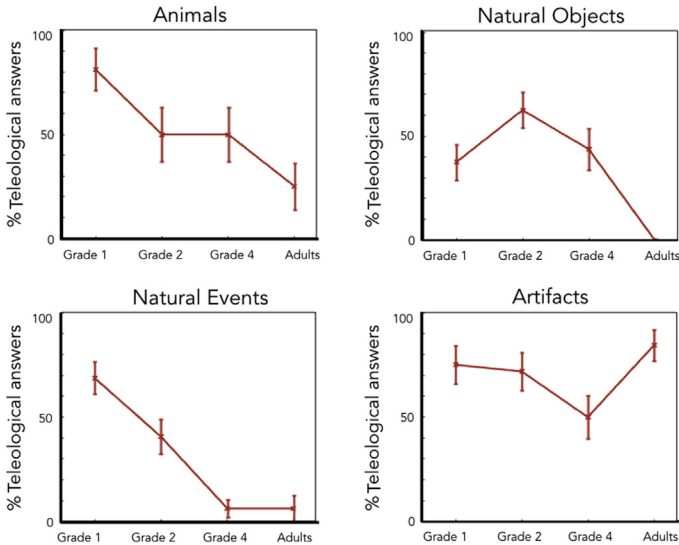 Animals
% Teleological answers
100
50
0
Grade 1 Grade 2 Grade 4 Adults
Natural Objects
% Teleological answers
100
50
0
Grade 1 Grade 2 Grade 4 Adults
Natural Events
% Teleological answers
100
50
0
Grade 1 Grade 2 Grade 4 Adults
Artifacts
% Teleological answers
100
50
0
Grade 1 Grade 2 Grade 4 Adults